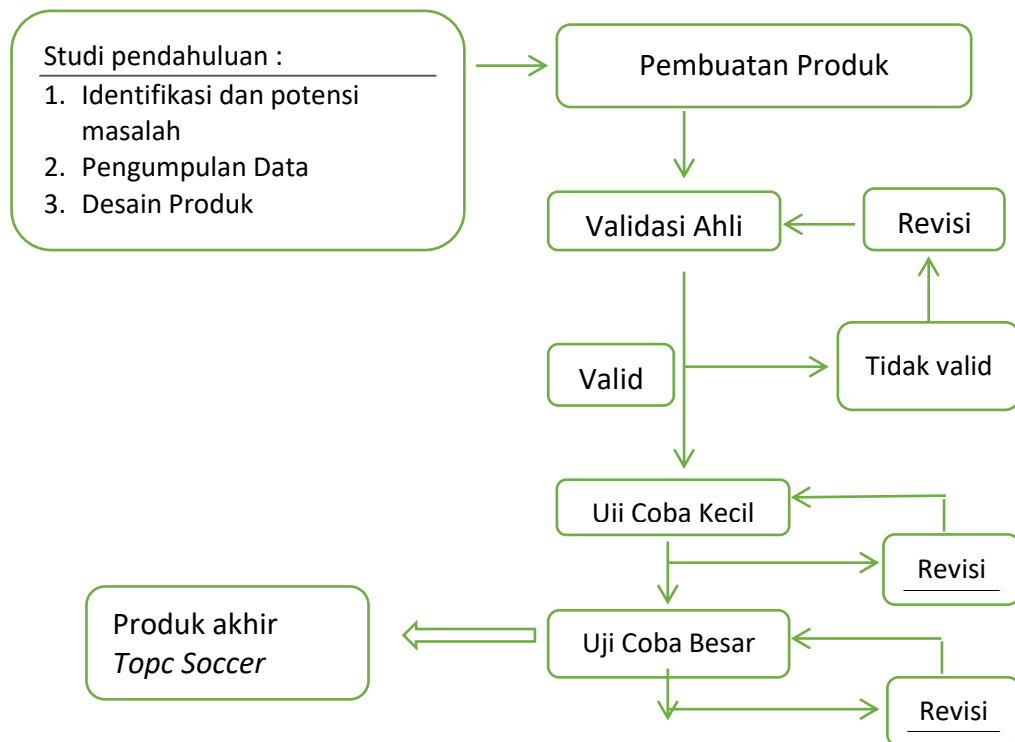 Studi pendahuluan :
1. Identifikasi dan potensi
masalah
2. Pengumpulan Data
3. Desain Produk
Pembuatan Produk
Validasi Ahli
Revisi
Valid
Tidak valid
Uii Coba Kecil
Revisi
Produk akhir
Topc Soccer
Uji Coba Besar
Revisi